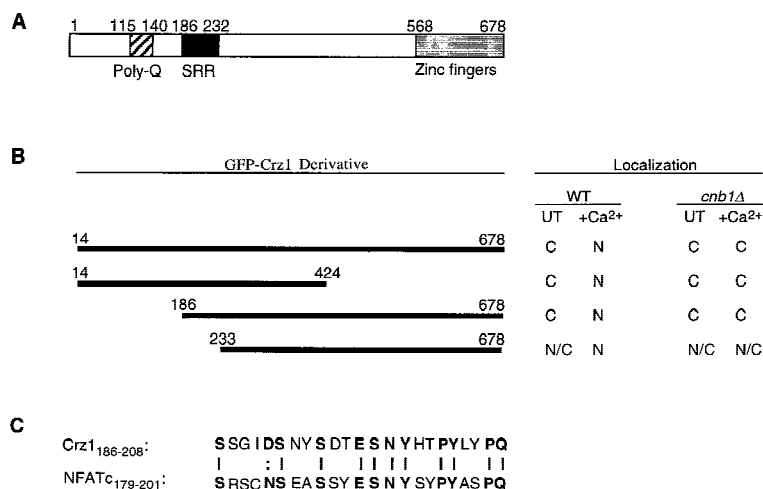 A
1 115 140 186 232 568 678
Poly-Q SRR Zinc fingers
B
GFP-Crz1 Derivative Localization
WT cnb1Δ
UT +Ca2+ UT +Ca2+
14 678 C N C C
14 424 C N C C
186 678 C N C C
233 678 N/C N N/C N/C
C
Crz1186-208: SSGIDSNYSDTESNYHTPYLYPQ
NFATc179-201: SRSCNSEASSYESNYSYPYASPQ